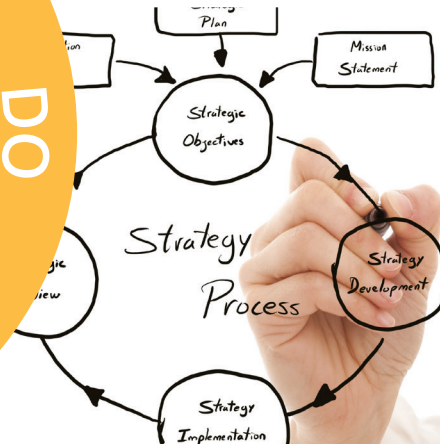 Plan
Mission
Statement
Strategic
Objectives
DO
Strategy
Process
Strategy
Development
Strategy
Implementation